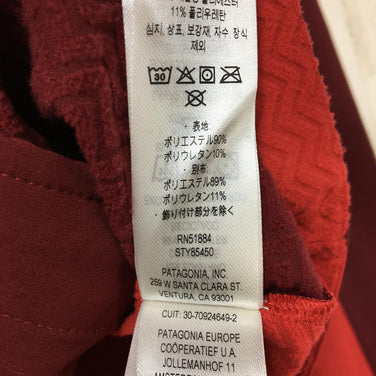 11% 폴리우레탄
심지, 상표, 보강재, 자수 장식
제외
30
・表地
ポリエステル90%
ポリウレタン10%
・別布
ポリエステル89%
ポリウレタン11%
・飾り付け部分を除く
RN51884
STY85450
PATAGONIA, INC.
259 W SANTA CLARA ST.
VENTURA, CA 93001
CUIT: 30-70924649-2
PATAGONIA EUROPE
COÖPERATIEF U.A.
JOLLEMANHOF 11